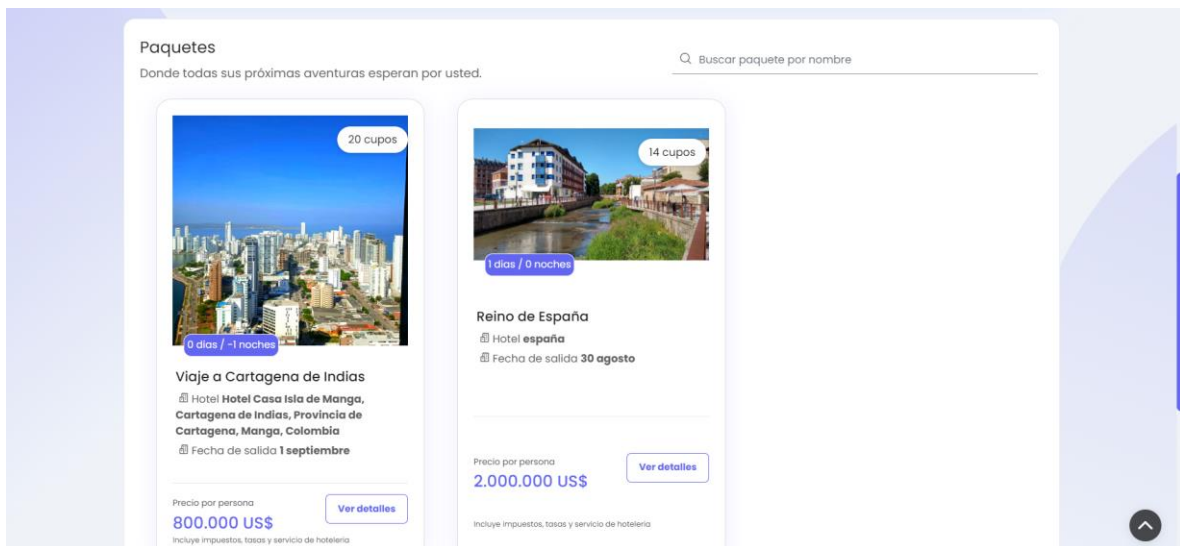 Paquetes
Donde todas sus próximas aventuras esperan por usted.
Buscar paquete por nombre
20 cupos
0 dias / -1 noches
Viaje a Cartagena de Indias
Hotel Hotel Casa Isla de Manga,
Cartagena de Indias, Provincia de
Cartagena, Manga, Colombia
Fecha de salida 1 septiembre
Precio por persona
800.000 US$
Ver detalles
Incluye impuestos, tasas y servicio de hoteleria
14 cupos
1 dias / 0 noches
Reino de España
Hotel españa
Fecha de salida 30 agosto
Precio por persona
2.000.000 US$
Ver detalles
Incluye impuestos, tasas y servicio de hoteleria